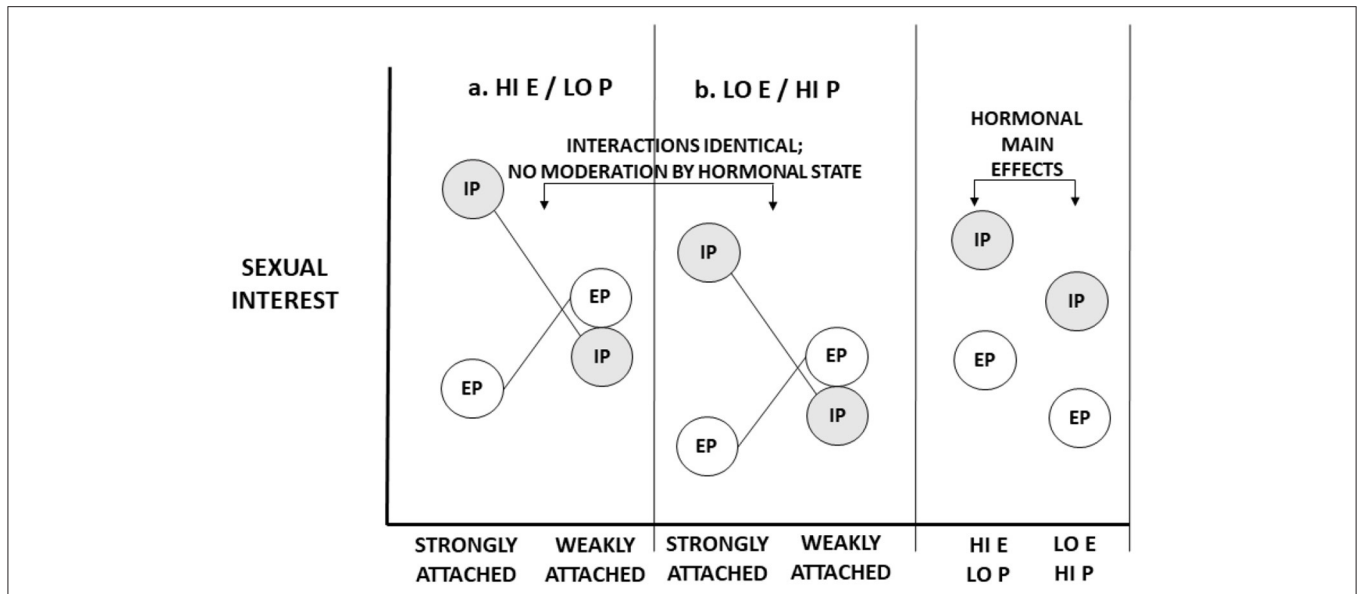 a. HI E / LO P
b. LO E / HI P
INTERACTIONS IDENTICAL;
NO MODERATION BY HORMONAL STATE
HORMONAL
MAIN
EFFECTS
SEXUAL
INTEREST
IP
EP
EP
IP
IP
EP
EP
IP
IP
EP
IP
EP
STRONGLY
ATTACHED
WEAKLY
ATTACHED
STRONGLY
ATTACHED
WEAKLY
ATTACHED
HI E
LO P
LO E
HI P